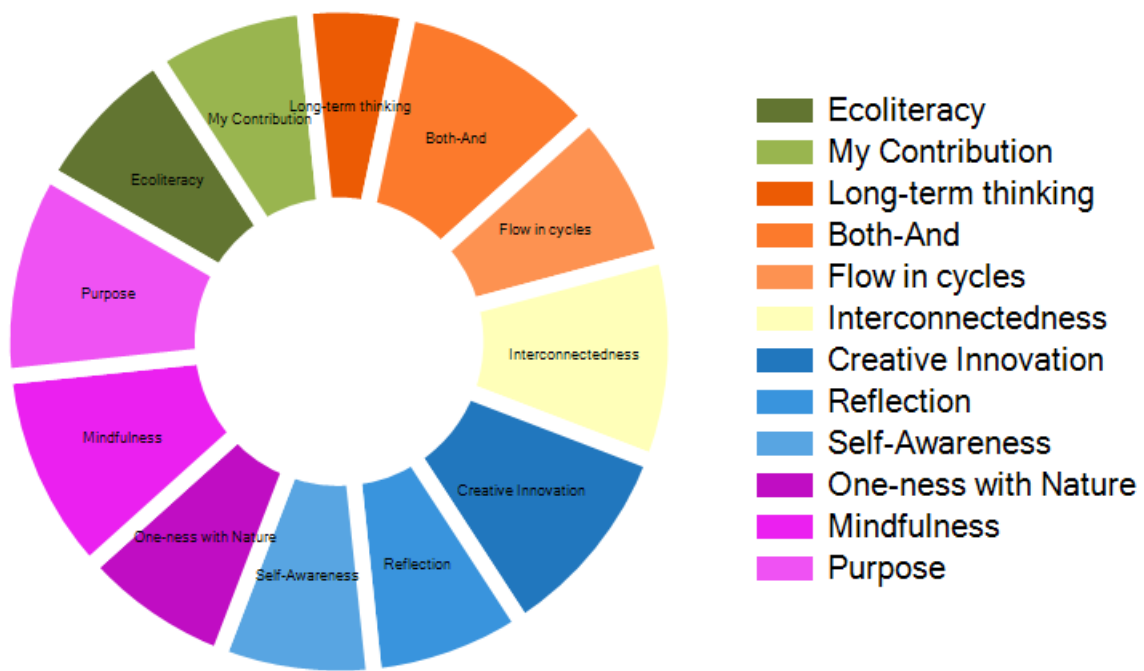 Long-term thinking
My Contribution
Both-And
Ecoliteracy
Flow in cycles
Purpose
Interconnectedness
Mindfulness
Creative Innovation
One-ness with Nature
Self-Awareness
Reflection
Ecoliteracy
My Contribution
Long-term thinking
Both-And
Flow in cycles
Interconnectedness
Creative Innovation
Reflection
Self-Awareness
One-ness with Nature
Mindfulness
Purpose